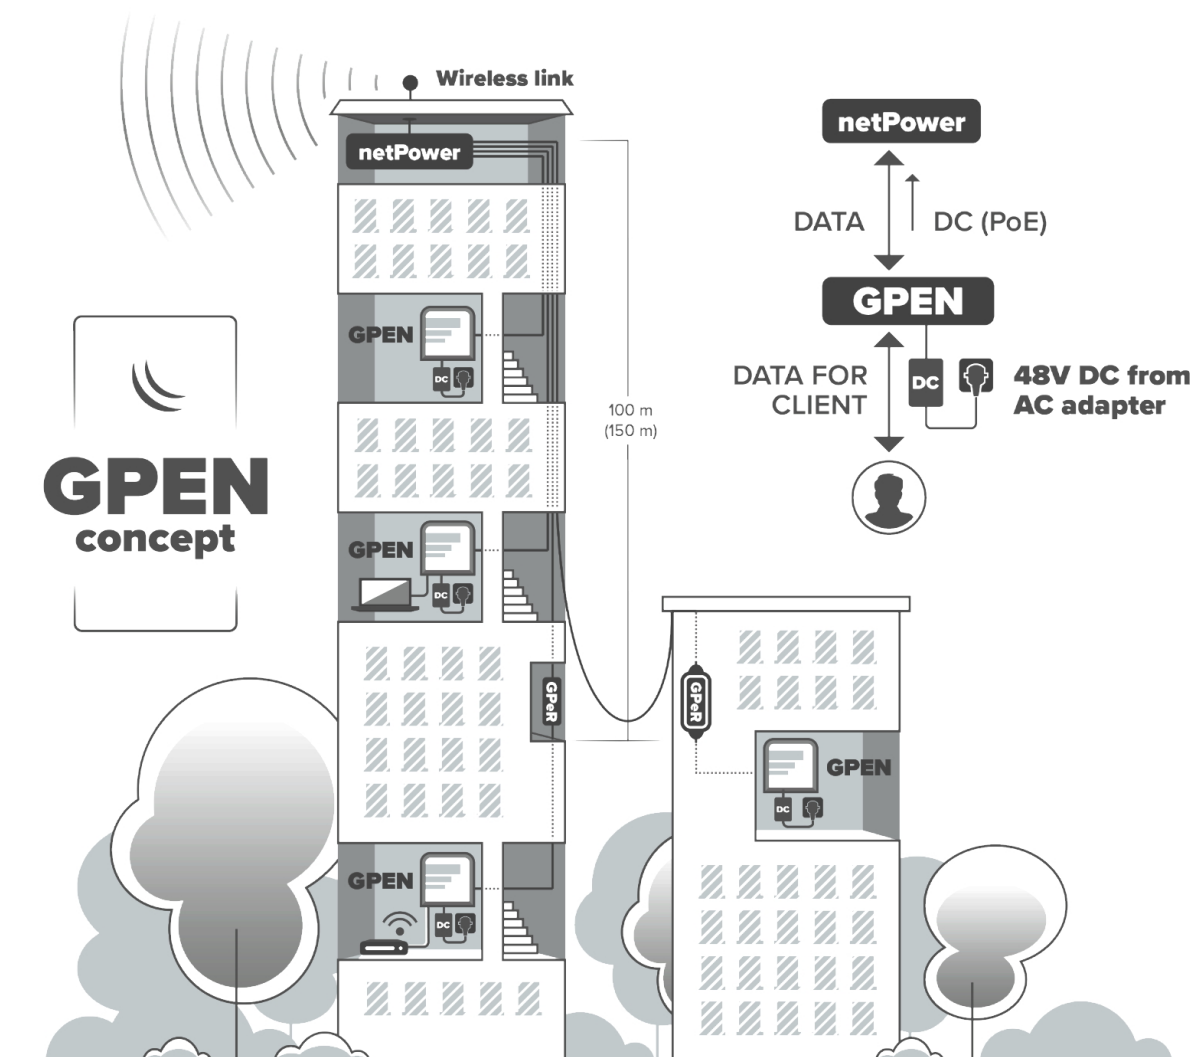 Wireless link
netPower
netPower
DATA
DC (PoE)
GPEN
DATA FOR
CLIENT
DC
48V DC from
AC adapter
GPEN
concept
GPEN
DC
100 m
(150 m)
GPEN
DC
GPeR
GPeR
GPEN
DC
GPEN
DC